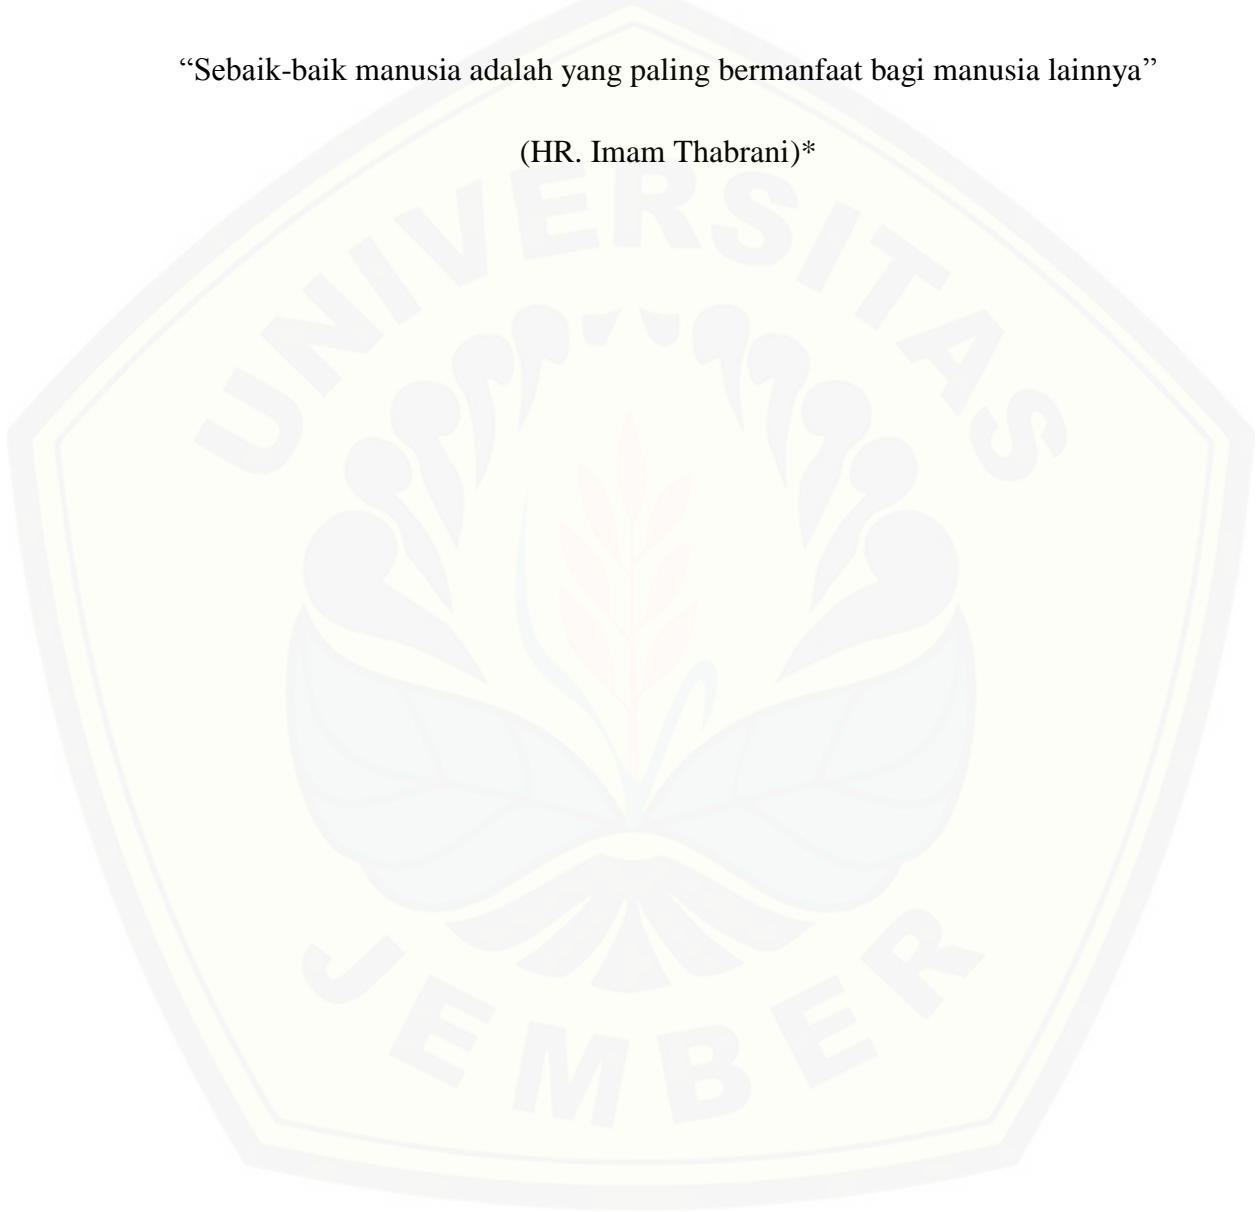 “Sebaik-baik manusia adalah yang paling bermanfaat bagi manusia lainnya”
(HR. Imam Thabrani)*
UNIVERSITAS
JEMBER